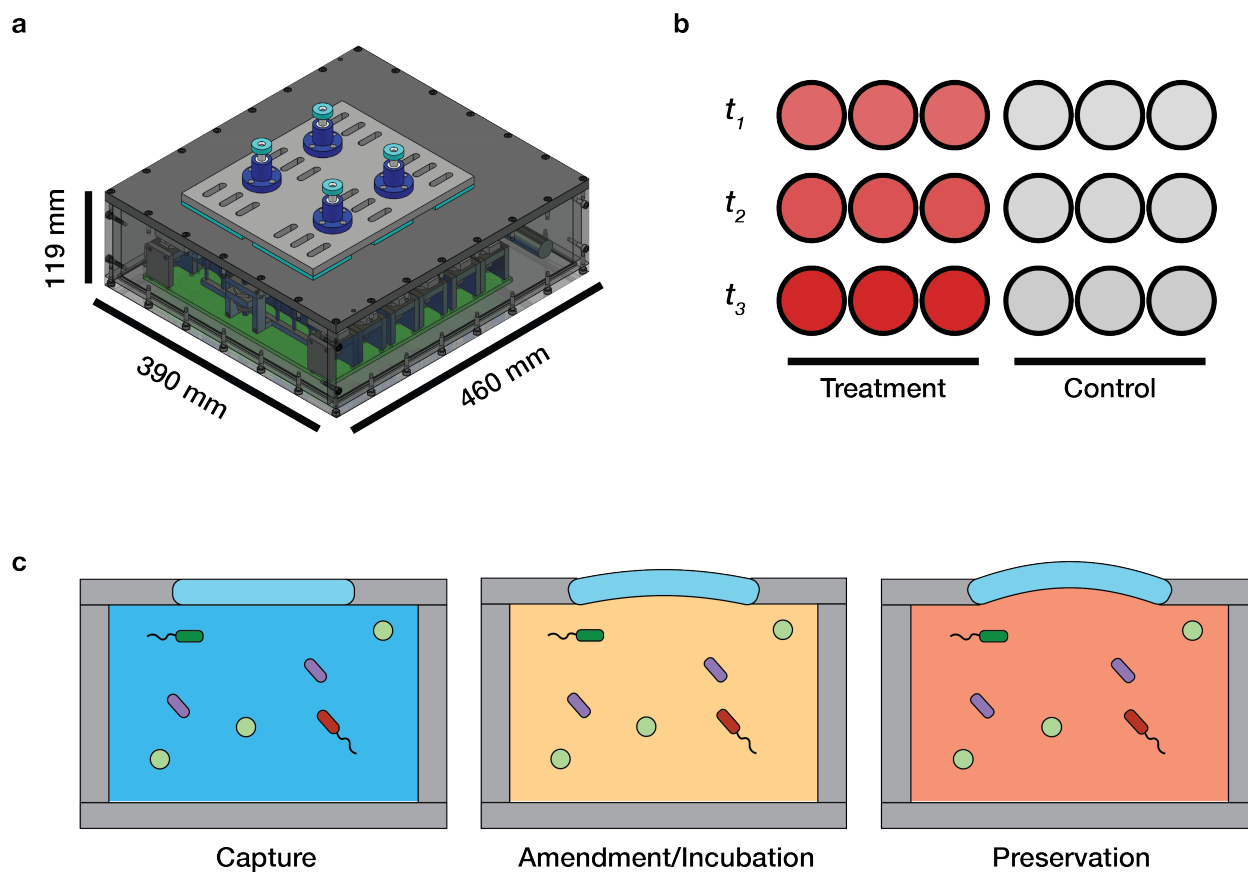 a
119 mm
390 mm
460 mm
b
t1
t2
t3
Treatment
Control
c
Capture
Amendment/Incubation
Preservation